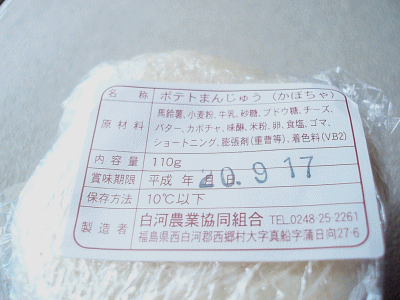 名 称 ポテトまんじゅう (かぼちゃ)
原材料 馬鈴薯、小麦粉、牛乳、砂糖、ブドウ糖、チーズ、
バター、カボチャ、味醂、米粉、卵、食塩、ゴマ、
ショートニング、膨張剤(重曹等)、着色料(VB2)
内容量 110g
賞味期限 平成 年 月 日 20.9.17
保存方法 10℃以下
製造者 白河農業協同組合 TEL.0248-25-2261
福島県西白河郡西郷村大字真船字蒲日向27-6